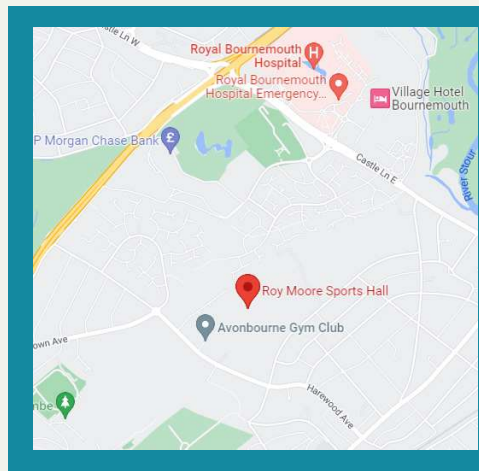 Castle Ln W
Royal Bournemouth
Hospital
H
Royal Bournemouth
Hospital Emergency...
Village Hotel
Bournemouth
P Morgan Chase Bank
£
Castle Ln E
River Stour
Roy Moore Sports Hall
Avonbourne Gym Club
own Ave
Harewood Ave
mbe